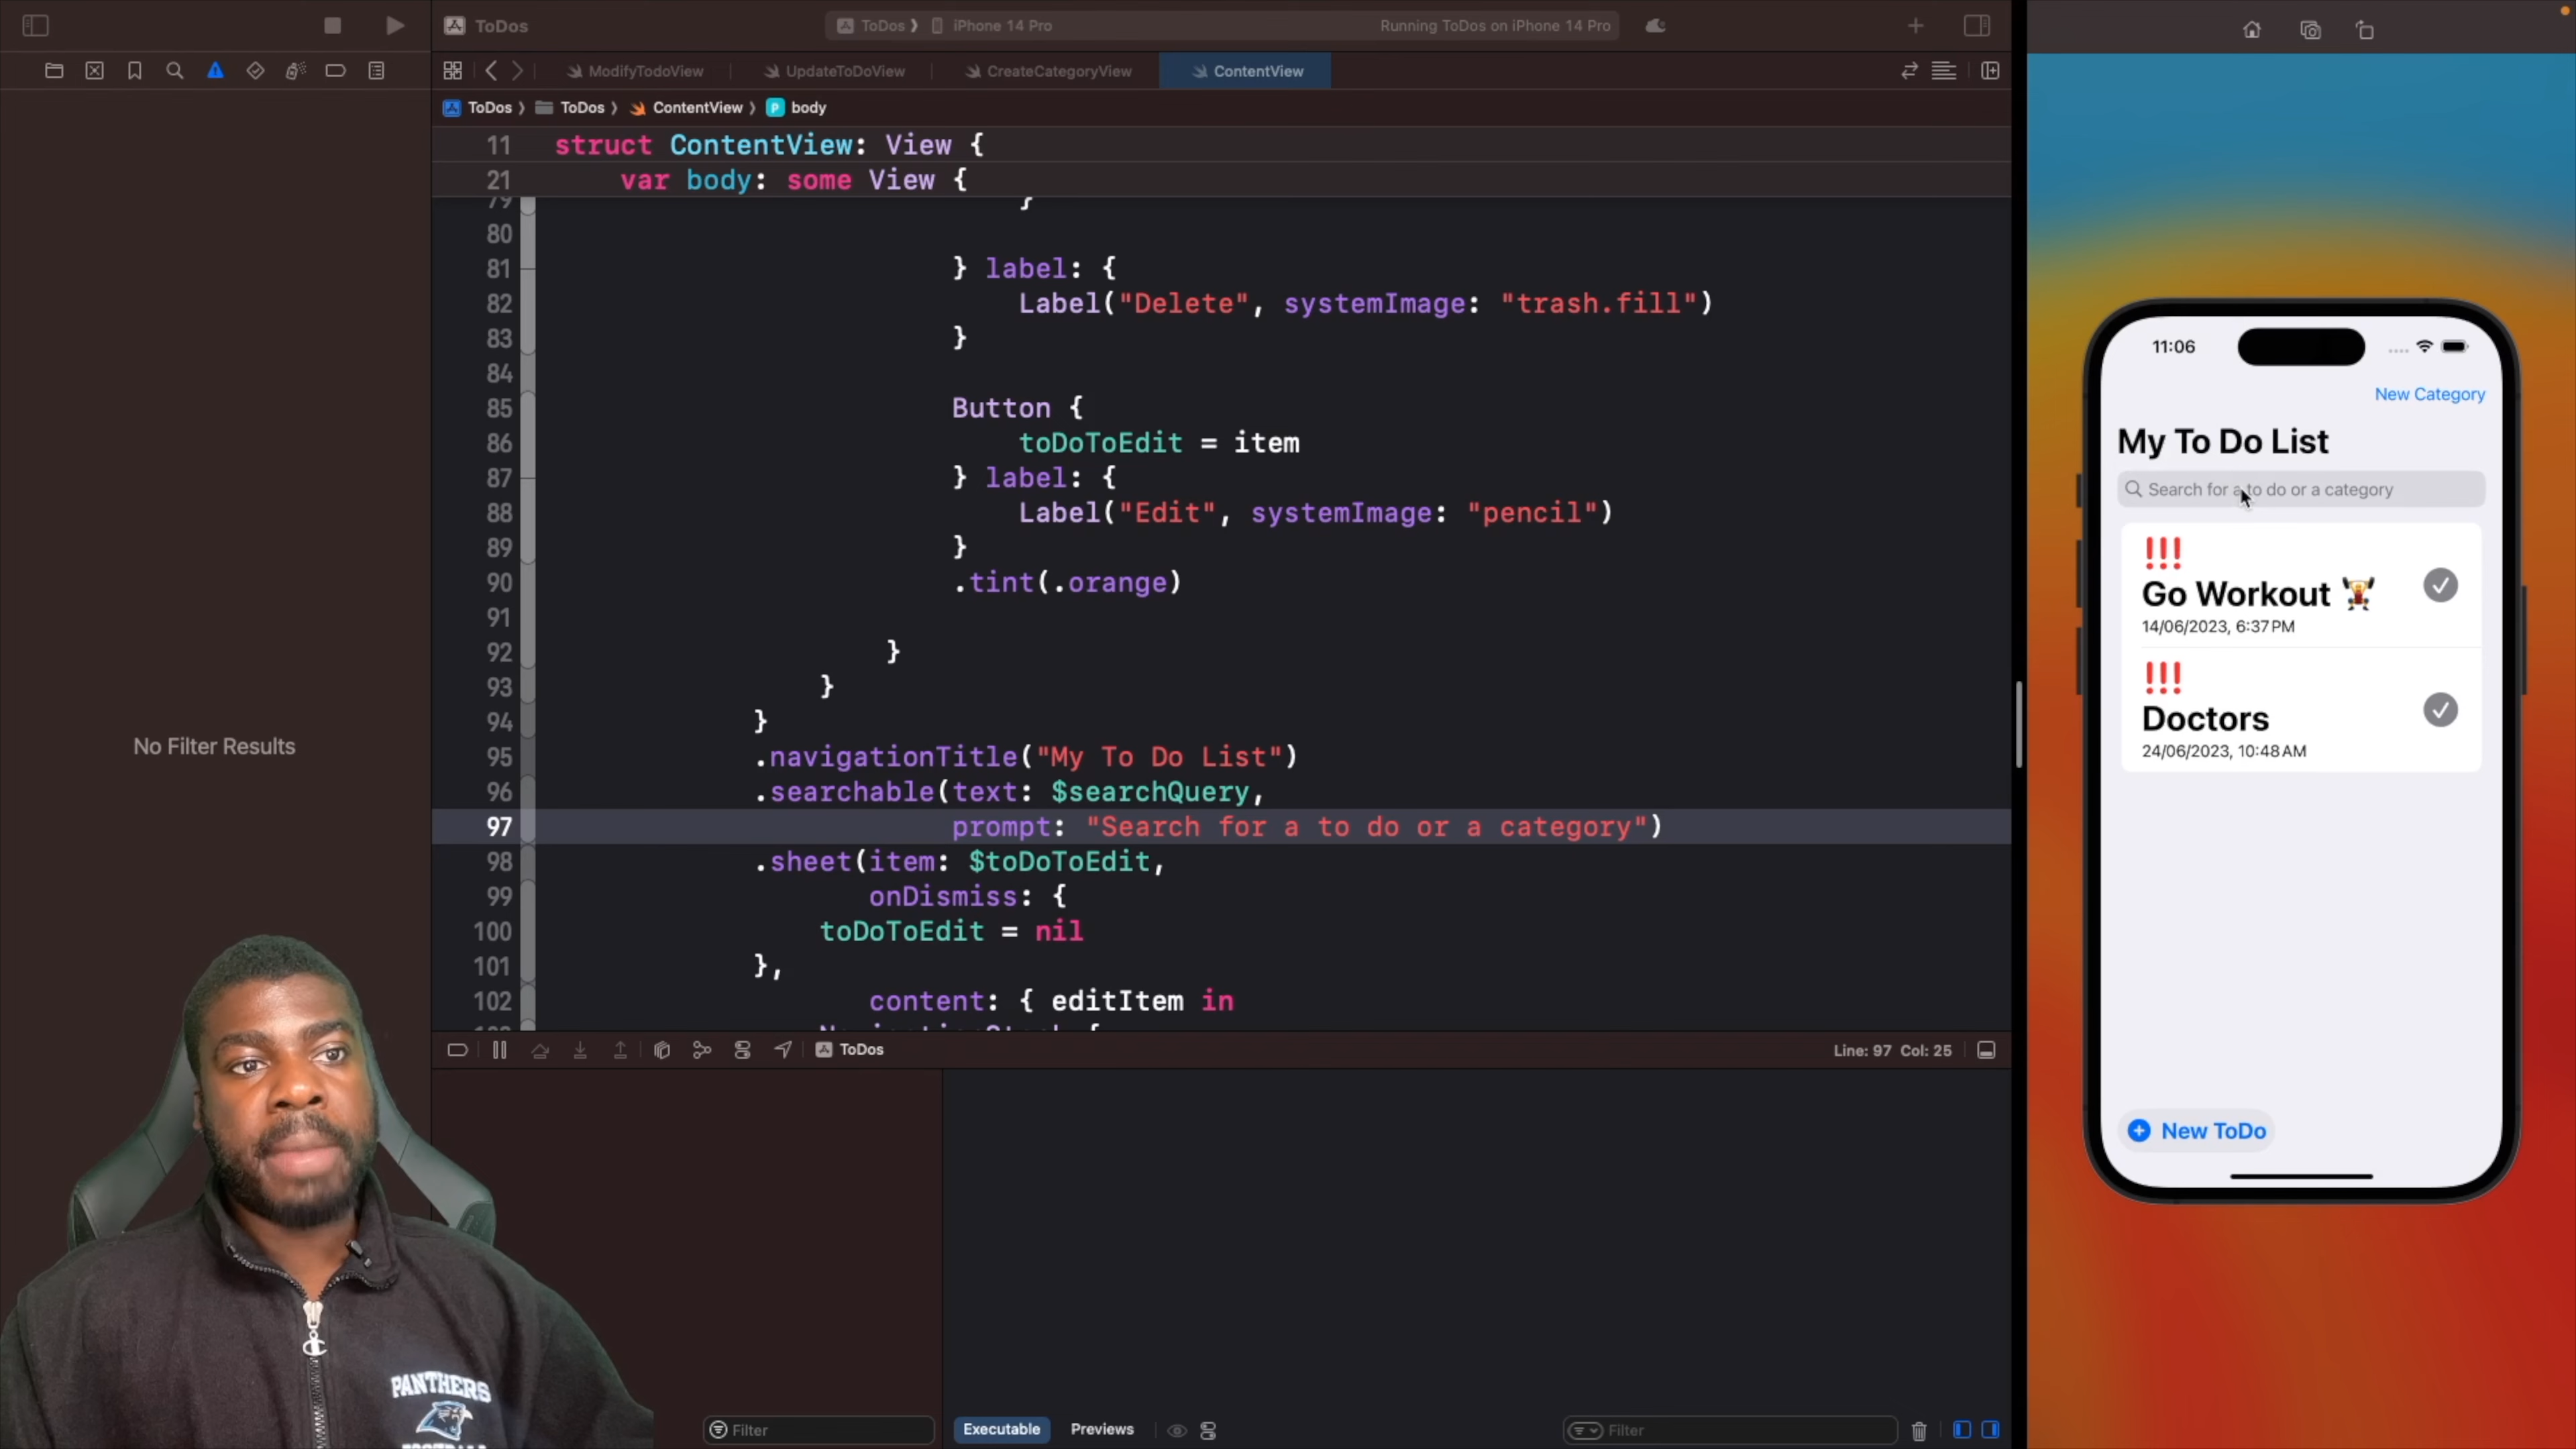 ToDos
ToDos
iPhone 14 Pro
Running ToDos on iPhone 14 Pro
ModifyTodoView
UpdateToDoView
CreateCategoryView
ContentView
ToDos
ToDos
ContentView
P
body
11 struct ContentView: View {
21 var body: some View {
79 }
80
81 } label: {
82 Label("Delete", systemImage: "trash.fill")
83 }
84
85 Button {
86 toDoToEdit = item
87 } label: {
88 Label("Edit", systemImage: "pencil")
89 }
90 .tint(.orange)
91
92 }
93 }
94 }
95 .navigationTitle("My To Do List")
96 .searchable(text: $searchQuery,
97 prompt: "Search for a to do or a category")
98 .sheet(item: $toDoToEdit,
99 onDismiss: {
100 toDoToEdit = nil
101 },
102 content: { editItem in
No Filter Results
ToDos
Line: 97 Col: 25
Filter
Executable
Previews
Filter
PANTHERS
11:06
New Category
My To Do List
Search for a to do or a category
!!!
Go Workout
14/06/2023, 6:37 PM
!!!
Doctors
24/06/2023, 10:48 AM
New ToDo